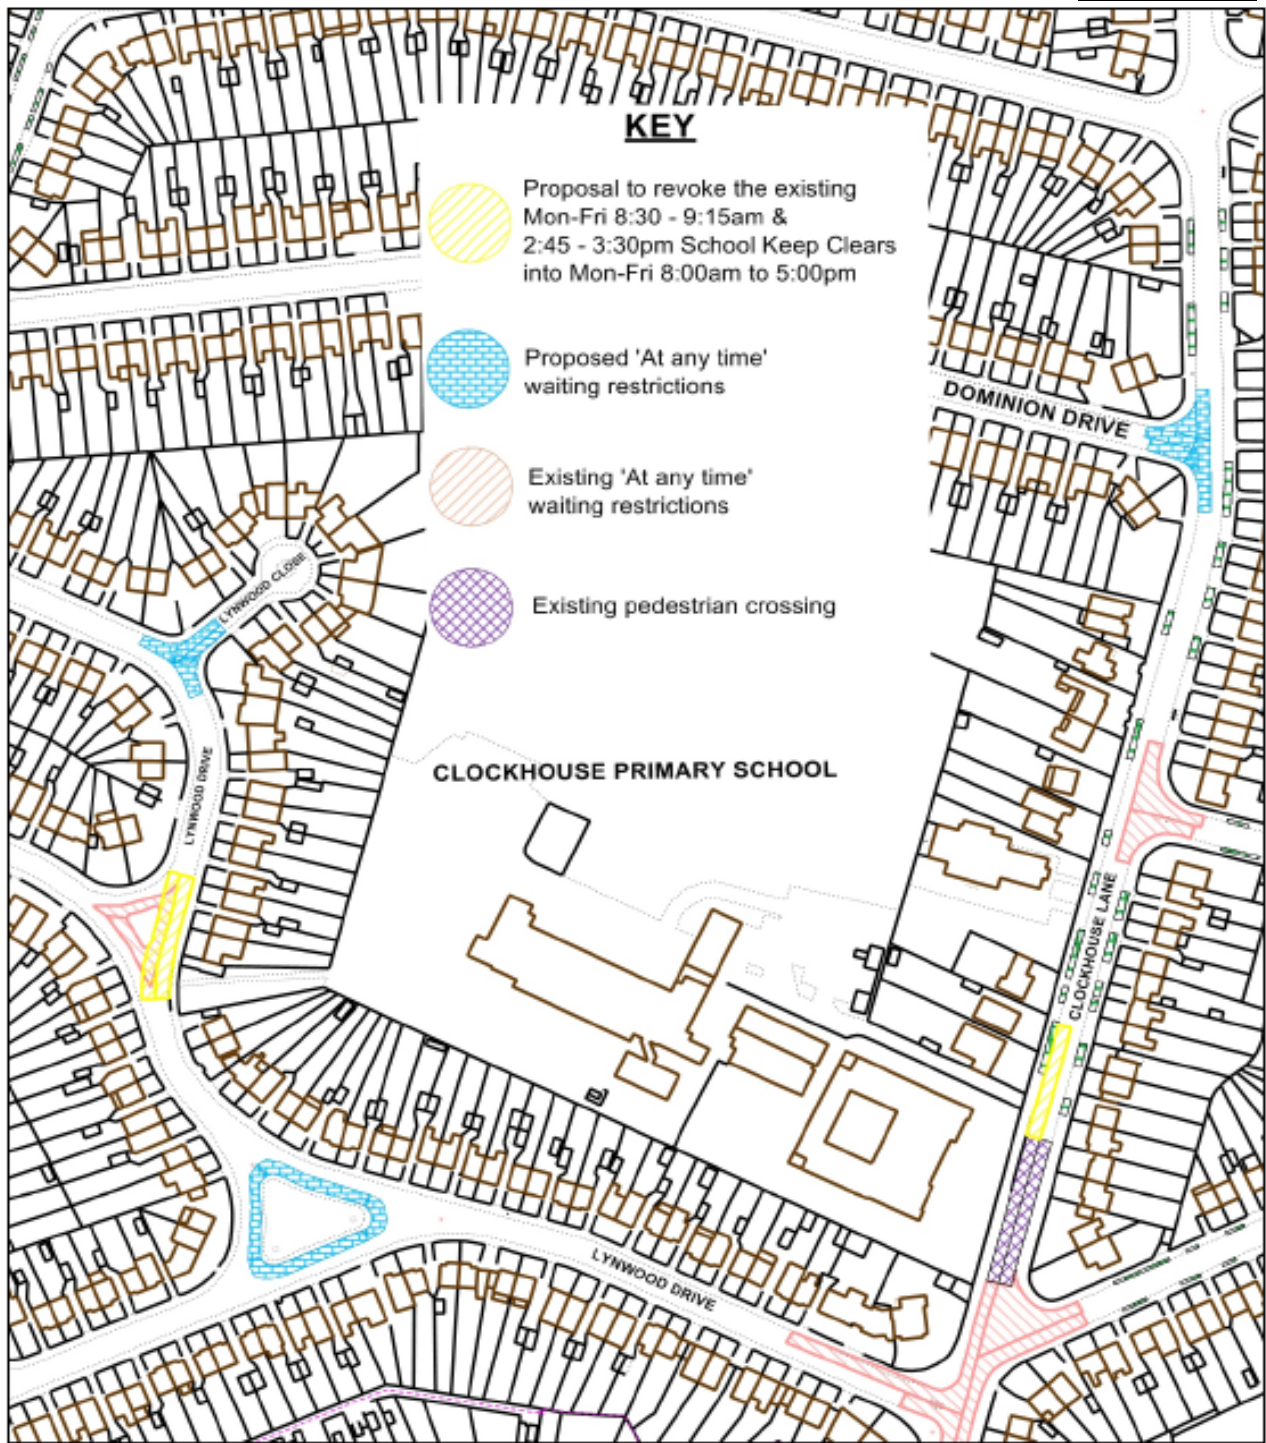 KEY
Proposal to revoke the existing
Mon-Fri 8:30 - 9:15am &
2:45 - 3:30pm School Keep Clears
into Mon-Fri 8:00am to 5:00pm
Proposed 'At any time'
waiting restrictions
Existing 'At any time'
waiting restrictions
Existing pedestrian crossing
DOMINION DRIVE
LYNWOOD CLOSE
LYNWOOD DRIVE
CLOCKHOUSE PRIMARY SCHOOL
CLOCKHOUSE LANE
LYNWOOD DRIVE